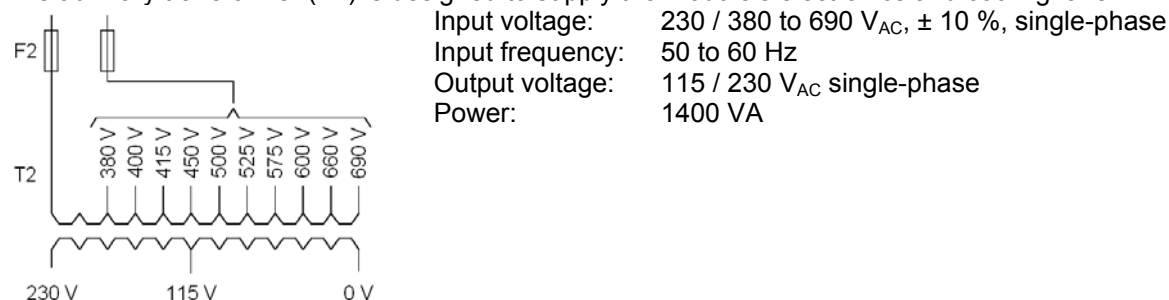 Input voltage: 230 / 380 to 690 VAC, ± 10 %, single-phase
Input frequency: 50 to 60 Hz
Output voltage: 115 / 230 VAC single-phase
Power: 1400 VA
F2
380 V
400 V
415 V
450 V
500 V
525 V
575 V
600 V
660 V
690 V
T2
230 V 115 V 0 V